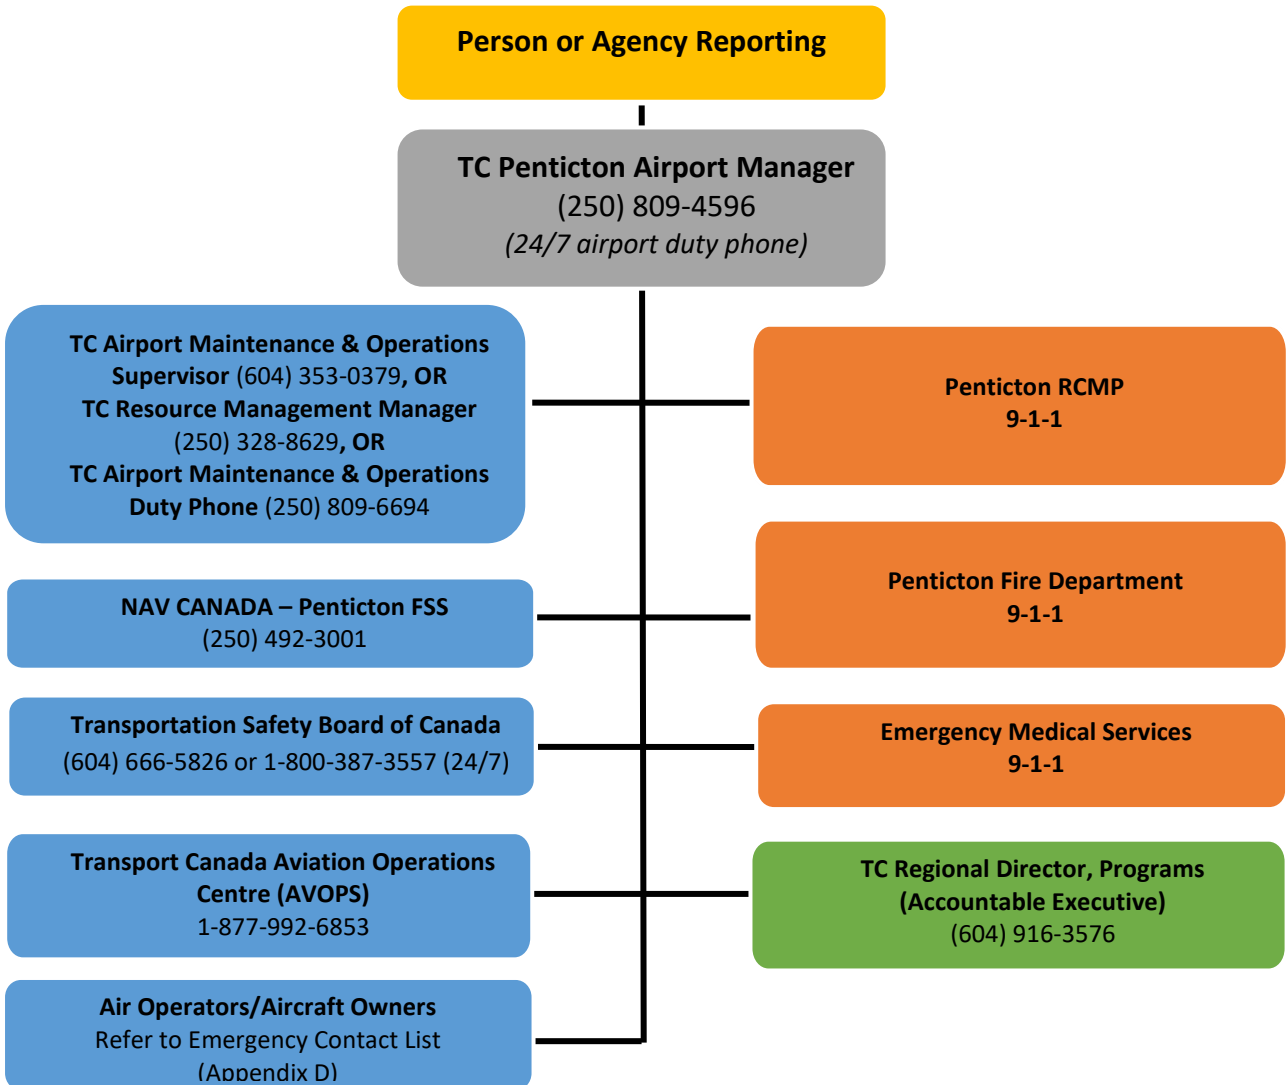 Person or Agency Reporting
TC Penticton Airport Manager
(250) 809-4596
(24/7 airport duty phone)
TC Airport Maintenance & Operations
Supervisor (604) 353-0379, OR
TC Resource Management Manager
(250) 328-8629, OR
TC Airport Maintenance & Operations
Duty Phone (250) 809-6694
Penticton RCMP
9-1-1
NAV CANADA – Penticton FSS
(250) 492-3001
Penticton Fire Department
9-1-1
Transportation Safety Board of Canada
(604) 666-5826 or 1-800-387-3557 (24/7)
Emergency Medical Services
9-1-1
Transport Canada Aviation Operations
Centre (AVOPS)
1-877-992-6853
TC Regional Director, Programs
(Accountable Executive)
(604) 916-3576
Air Operators/Aircraft Owners
Refer to Emergency Contact List
(Appendix D)